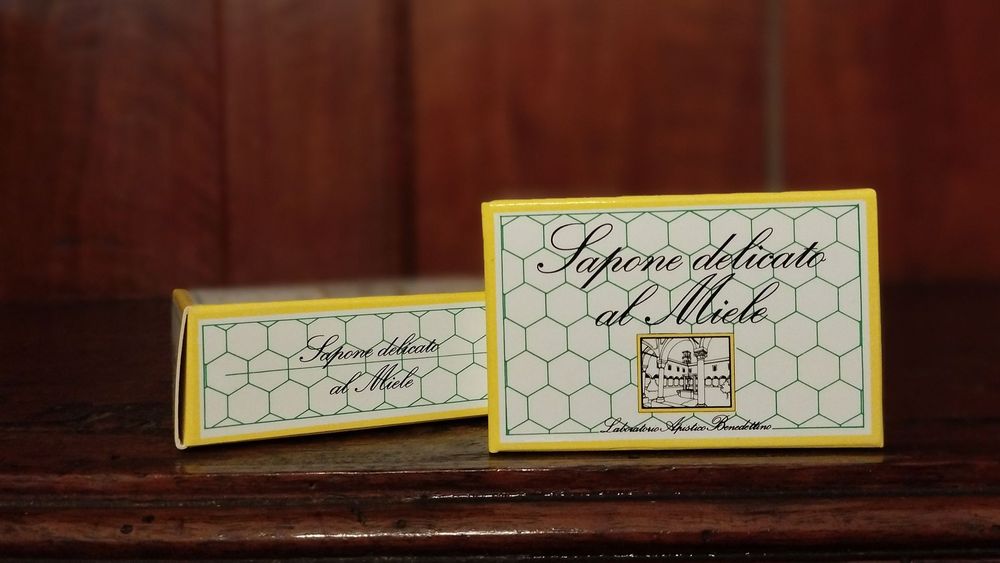 Sapone delicato
al Miele
Sapone delicato
al Miele
Laboratorio Apistico Benedettino